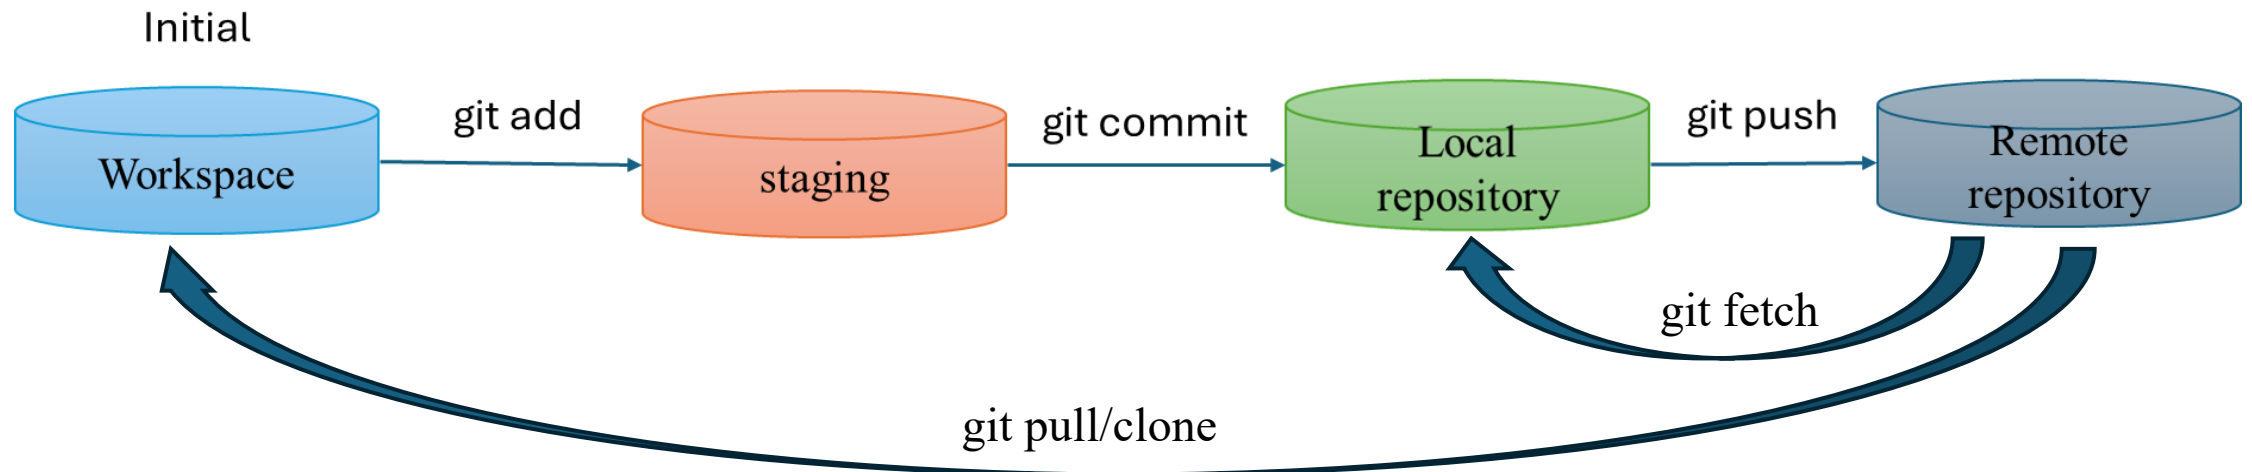 Initial
Workspace
git add
staging
git commit
Local
repository
git push
Remote
repository
git fetch
git pull/clone